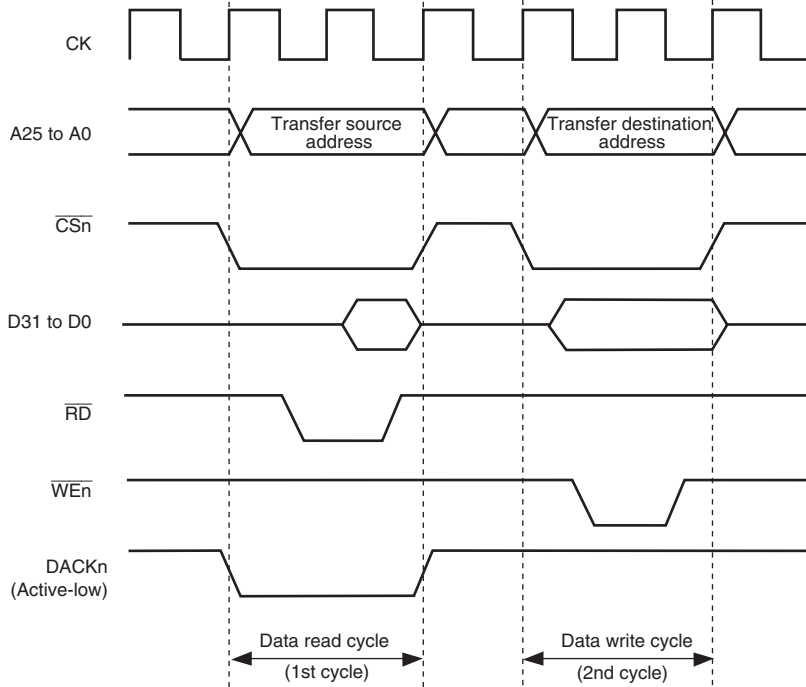 CK
A25 to A0
Transfer source
address
Transfer destination
address
CSn
D31 to D0
RD
WEn
DACKn
(Active-low)
Data read cycle
(1st cycle)
Data write cycle
(2nd cycle)